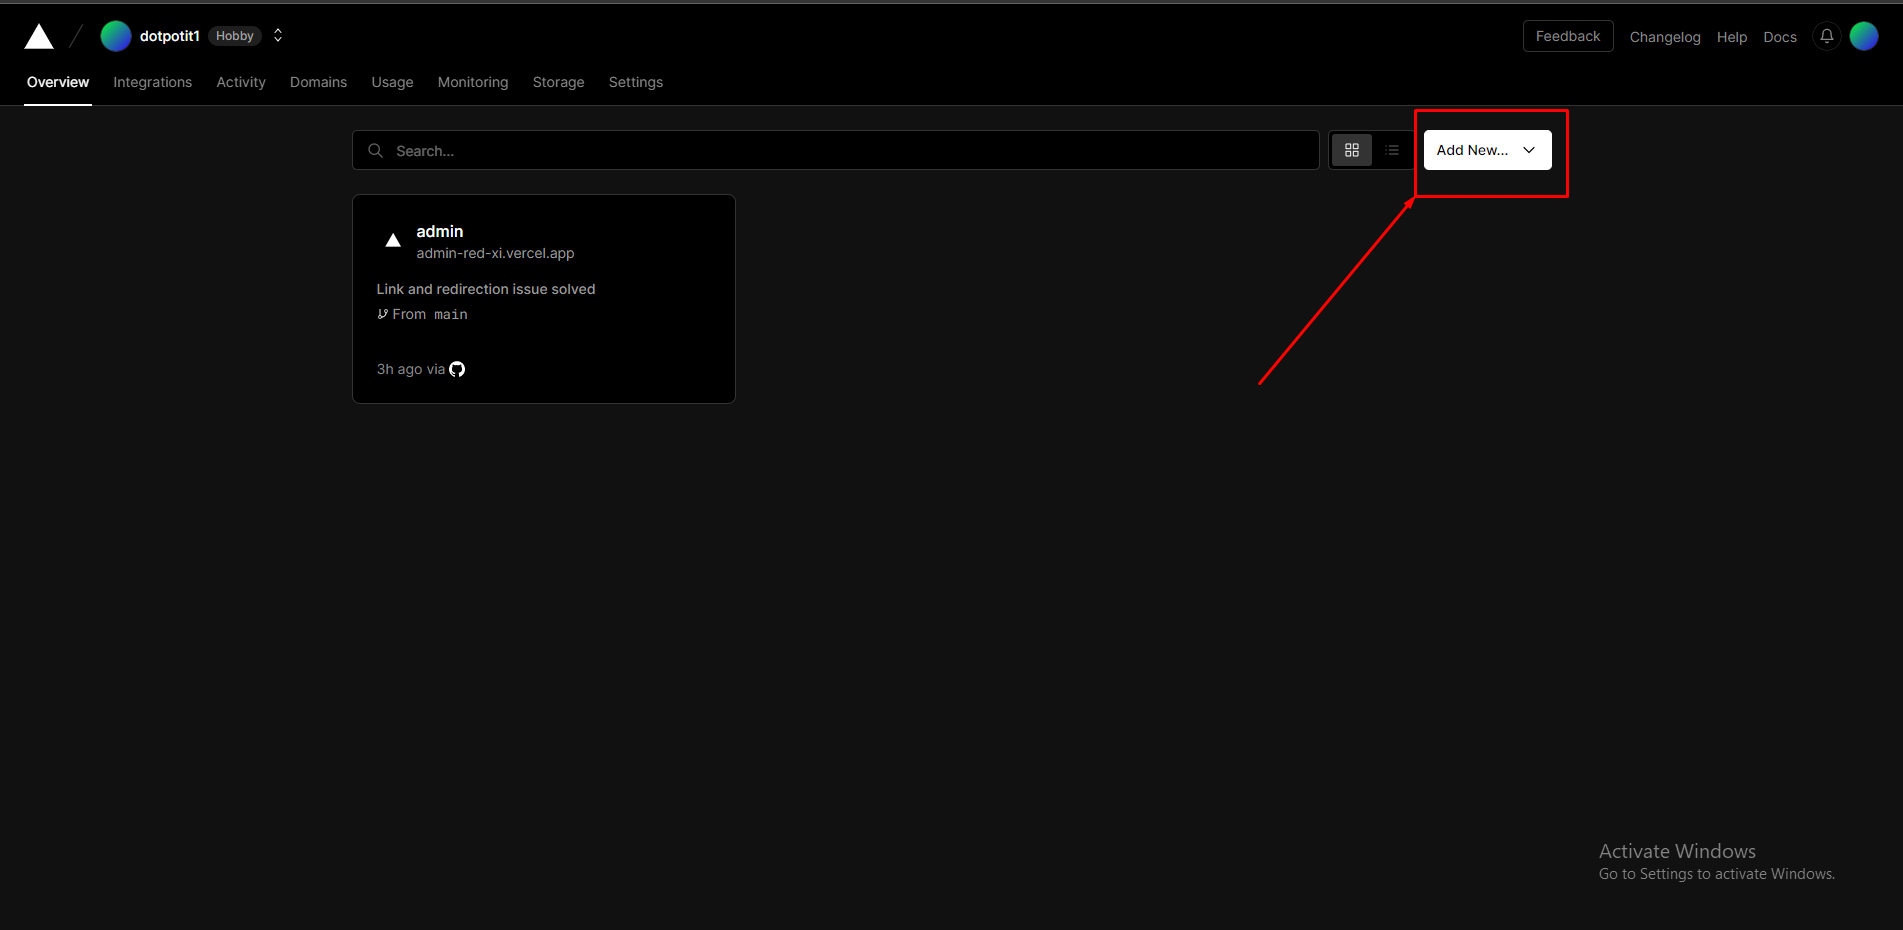 dotpotit1 Hobby
Feedback Changelog Help Docs
Overview Integrations Activity Domains Usage Monitoring Storage Settings
Search...
Add New...
admin
admin-red-xi.vercel.app
Link and redirection issue solved
From main
3h ago via
Activate Windows
Go to Settings to activate Windows.